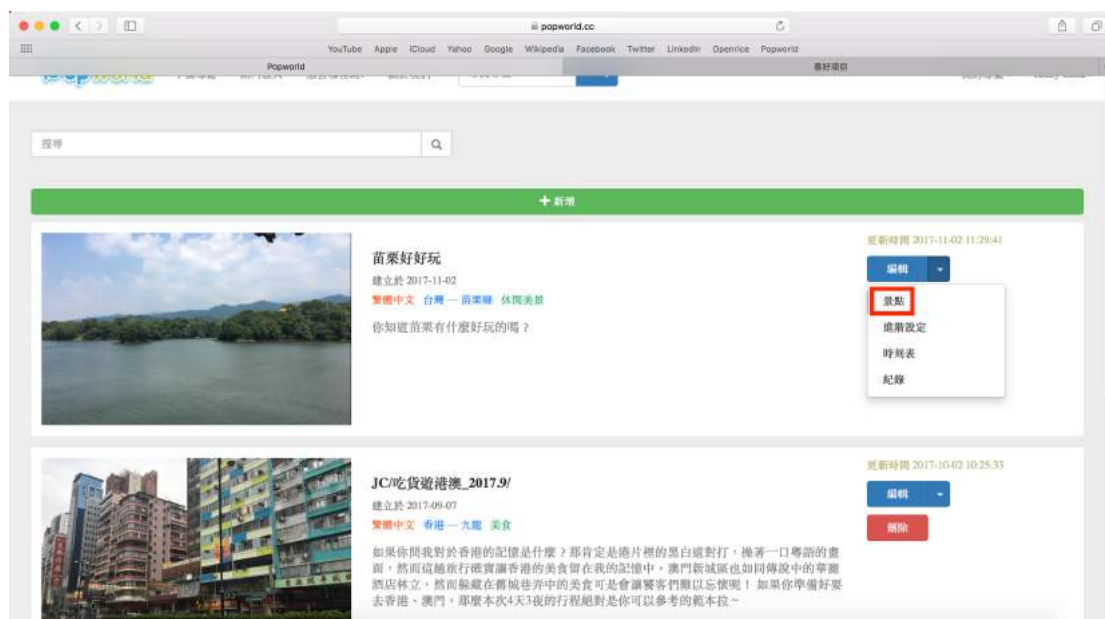 popworld.cc
YouTube Apple iCloud Yahoo Google Wikipedia Facebook Twitter LinkedIn Openrice Popworld
Popworld
喜好項目
搜尋
新增
苗栗好好玩
建立於 2017-11-02
繁體中文 台灣 — 苗栗縣 休閒美景
你知道苗栗有什麼好玩的嗎？
更新時間 2017-11-02 11:29:41
編輯
景點
進階設定
時刻表
紀錄
JC/吃貨遊港澳_2017.9/
建立於 2017-09-07
繁體中文 香港 — 九龍 美食
如果你問我對於香港的記憶是什麼？那肯定是港片裡的黑白道對打，操著一口粵語的畫
面，然而這趟旅行確實讓香港的美食留在我的記憶中，澳門新城區也如同傳說中的華麗
酒店林立，然而躲藏在舊城巷弄中的美食可是會讓饕客們難以忘懷呢！ 如果你準備好要
去香港、澳門，那麼本次4天3夜的行程絕對是你可以參考的範本拉~
更新時間 2017-10-02 10:25:33
編輯
刪除